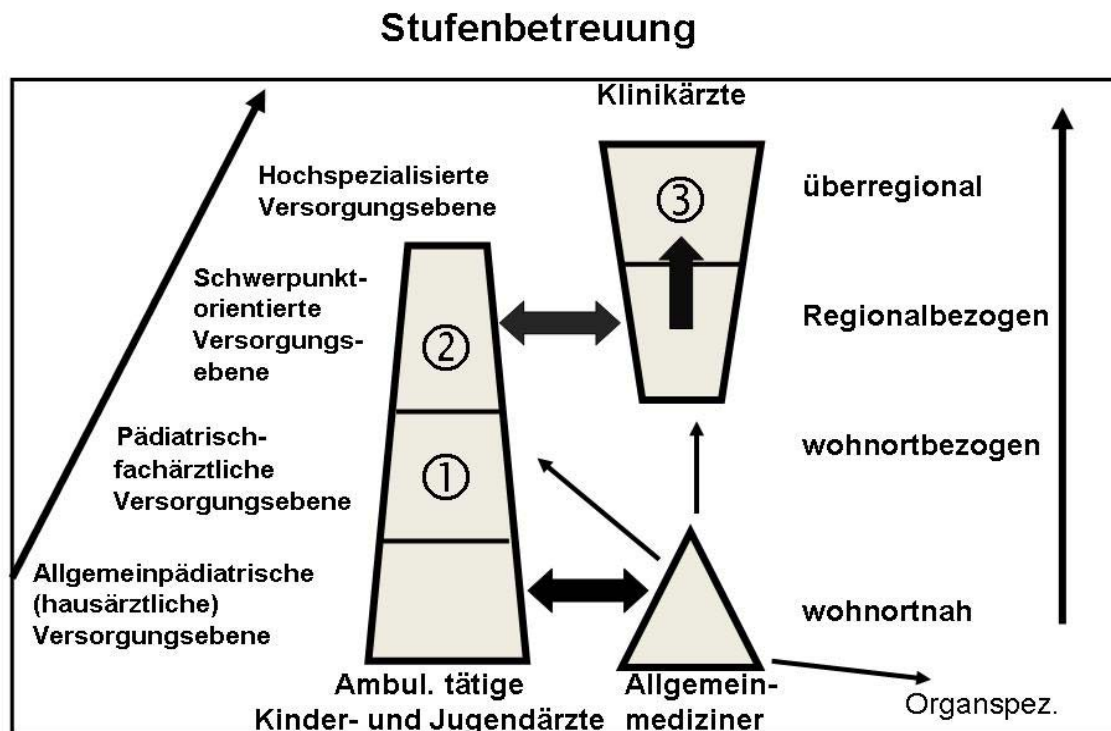 Stufenbetreuung
Klinikärzte
Hochspezialisierte
Versorgungsebene
③
überregional
Schwerpunkt-
orientierte
Versorgungs-
ebene
②
Regionalbezogen
Pädiatrisch-
fachärztliche
Versorgungsebene
①
wohnortbezogen
Allgemeinpädiatrische
(hausärztliche)
Versorgungsebene
wohnortnah
Ambul. tätige
Kinder- und Jugendärzte
Allgemein-
mediziner
Organspez.